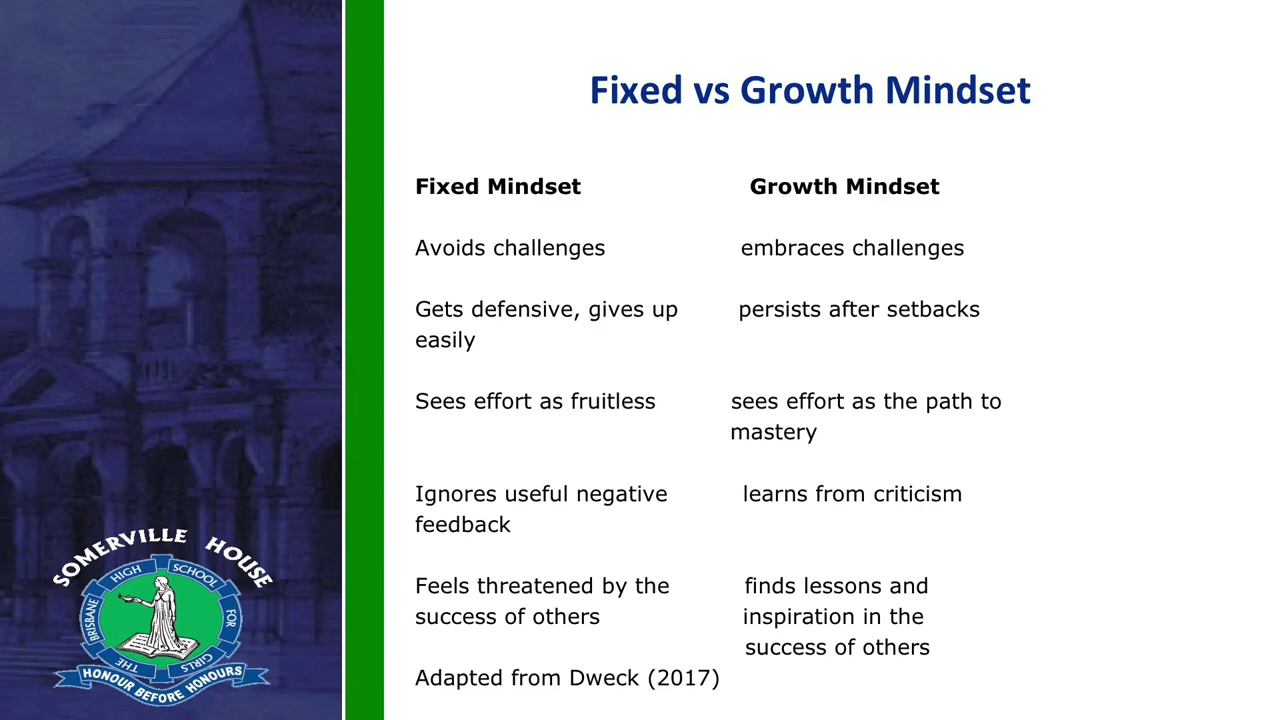 Fixed vs Growth Mindset
Fixed Mindset Growth Mindset
Avoids challenges embraces challenges
Gets defensive, gives up persists after setbacks
easily
Sees effort as fruitless sees effort as the path to
mastery
Ignores useful negative learns from criticism
feedback
Feels threatened by the finds lessons and
success of others inspiration in the
success of others
Adapted from Dweck (2017)
SOMERVILLE HOUSE
THE BRISBANE HIGH SCHOOL FOR GIRLS
HONOUR BEFORE HONOURS